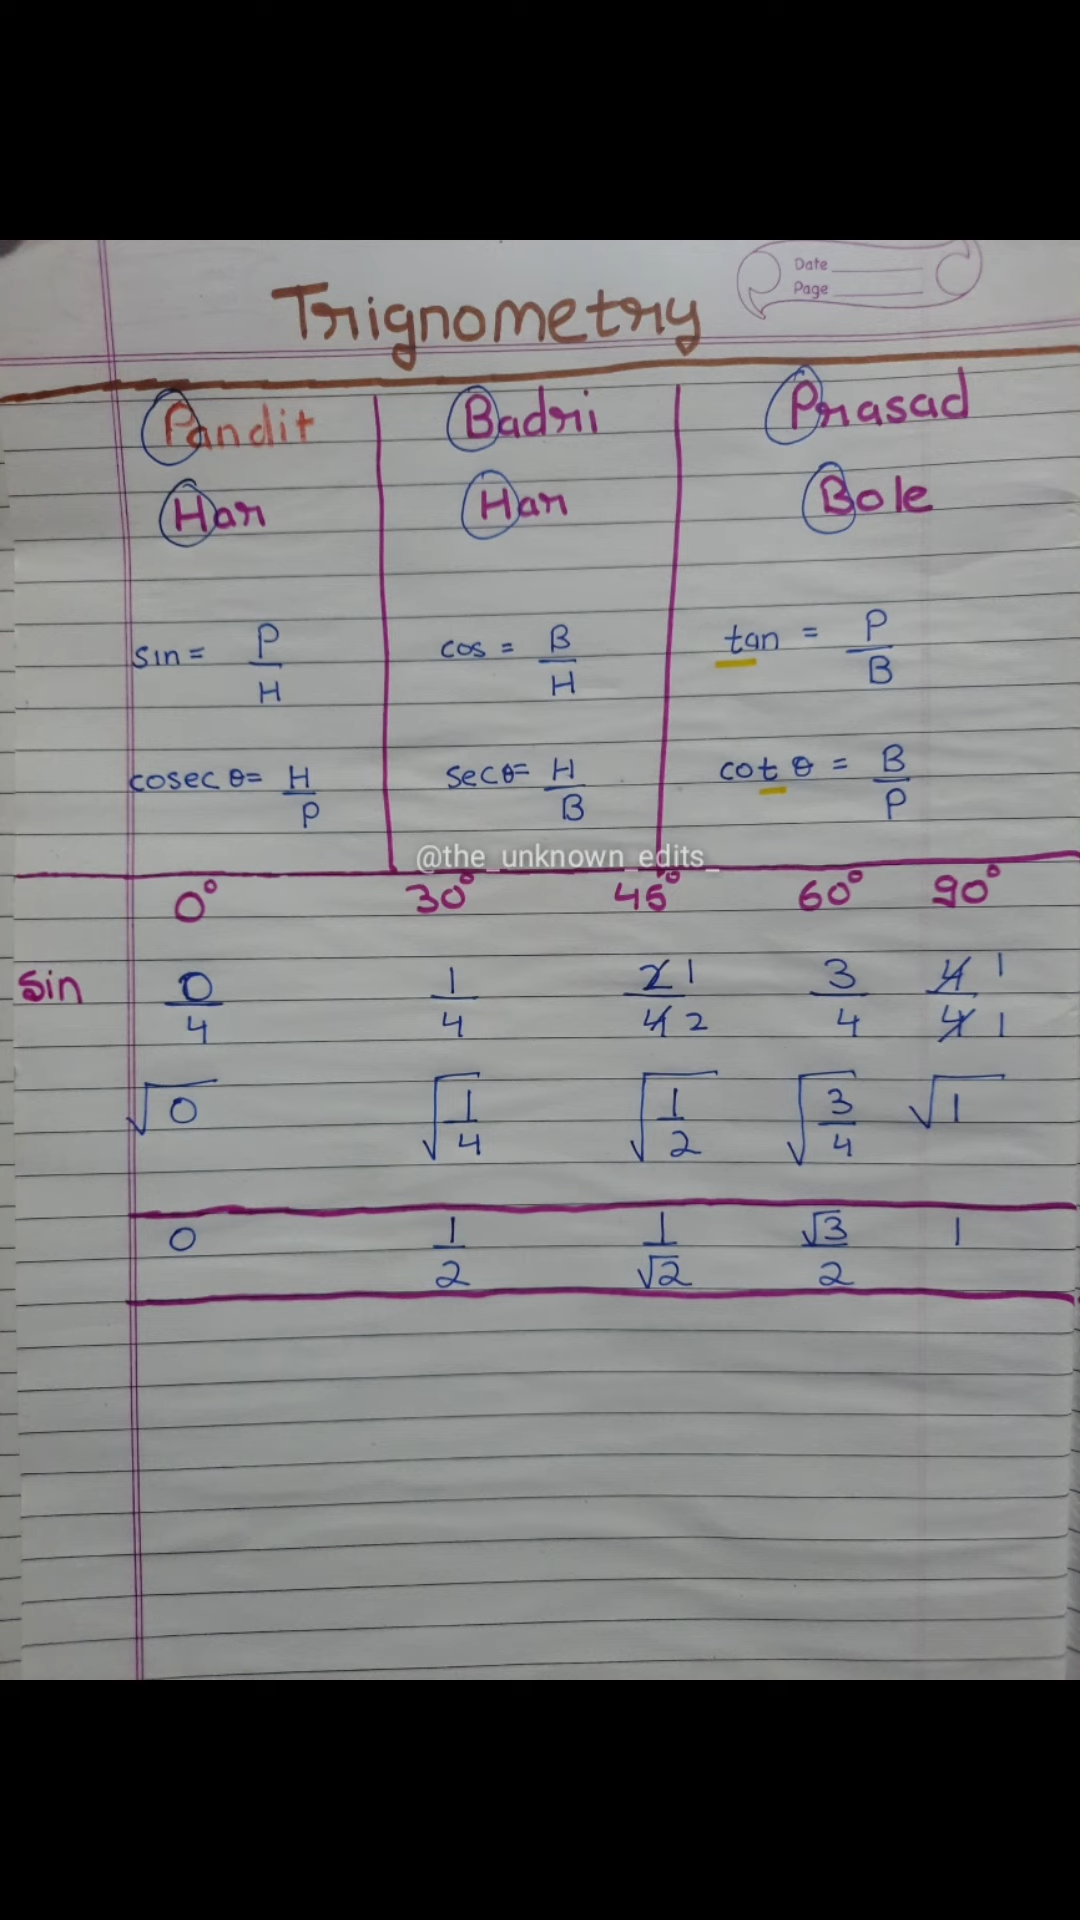 Date
Page
Trignometry
Pandit Badri Prasad
Har Har Bole
sin = P/H cos = B/H tan = P/B
cosec θ = H/P sec θ = H/B cot θ = B/P
@the_unknown_edits_
0° 30° 45° 60° 90°
Sin 0/4 1/4 2/4 1/2 3/4 4/4 1/1
√0 √1/4 √1/2 √3/4 √1
0 1/2 1/√2 √3/2 1